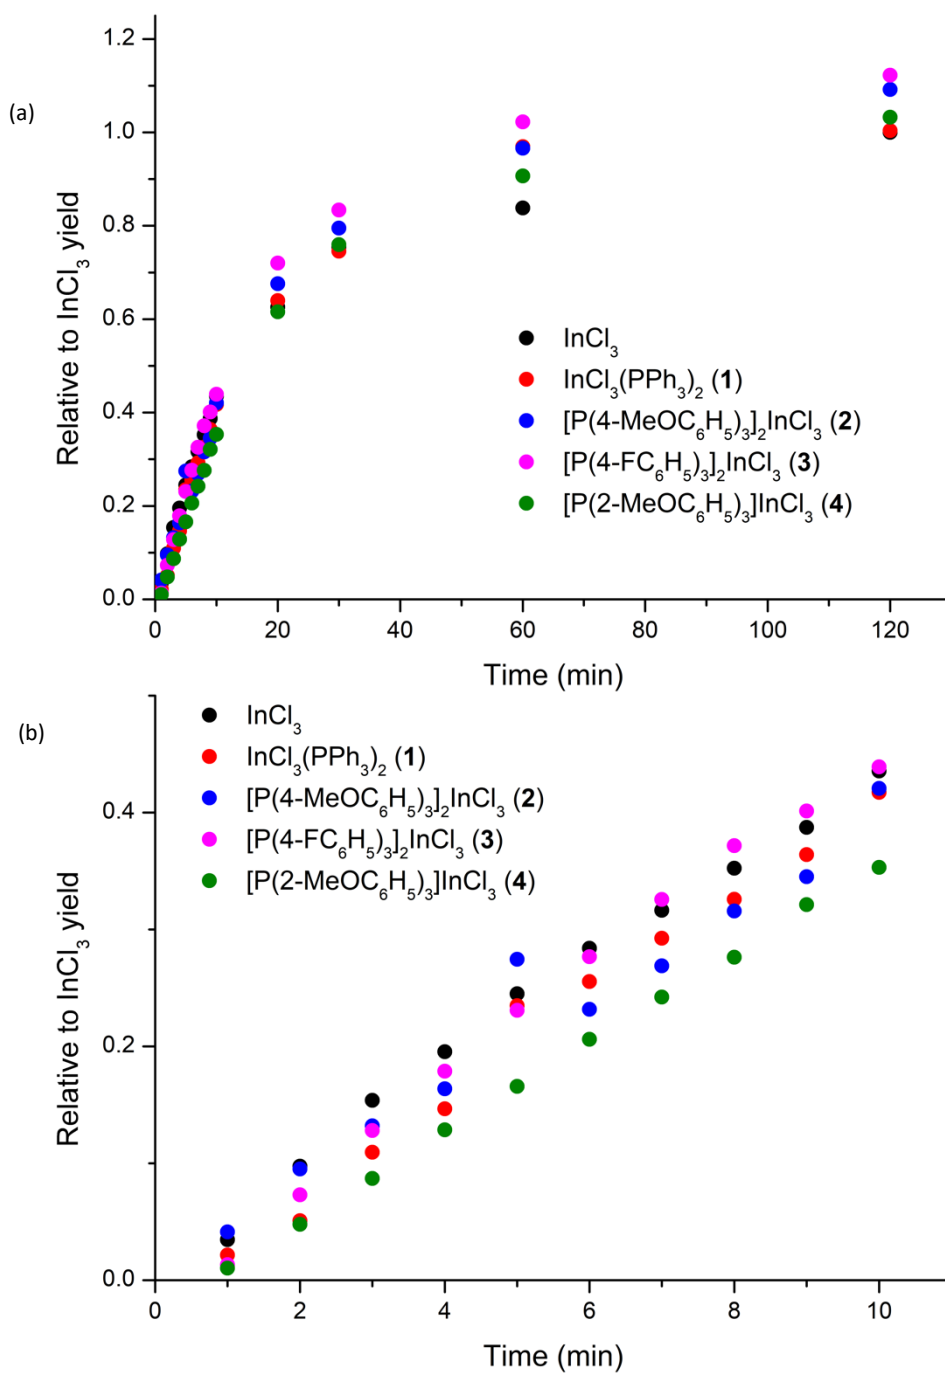 (a)
Relative to InCl₃ yield
1.2
1.0
0.8
0.6
0.4
0.2
0.0
InCl₃
InCl₃(PPh₃)₂ (1)
[P(4-MeOC₆H₅)₃]₂InCl₃ (2)
[P(4-FC₆H₅)₃]₂InCl₃ (3)
[P(2-MeOC₆H₅)₃]InCl₃ (4)
0 20 40 60 80 100 120
Time (min)
(b)
Relative to InCl₃ yield
InCl₃
InCl₃(PPh₃)₂ (1)
[P(4-MeOC₆H₅)₃]₂InCl₃ (2)
[P(4-FC₆H₅)₃]₂InCl₃ (3)
[P(2-MeOC₆H₅)₃]InCl₃ (4)
0.4
0.2
0.0
0 2 4 6 8 10
Time (min)